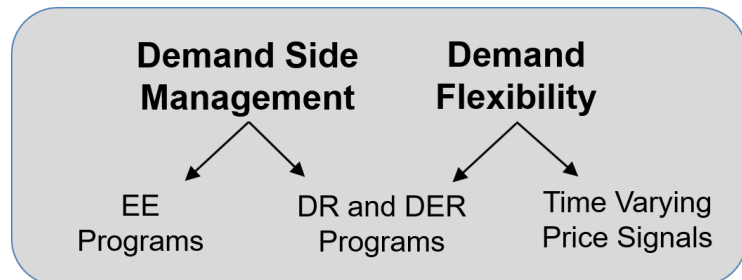 Demand Side
Management
Demand
Flexibility
EE
Programs
DR and DER
Programs
Time Varying
Price Signals